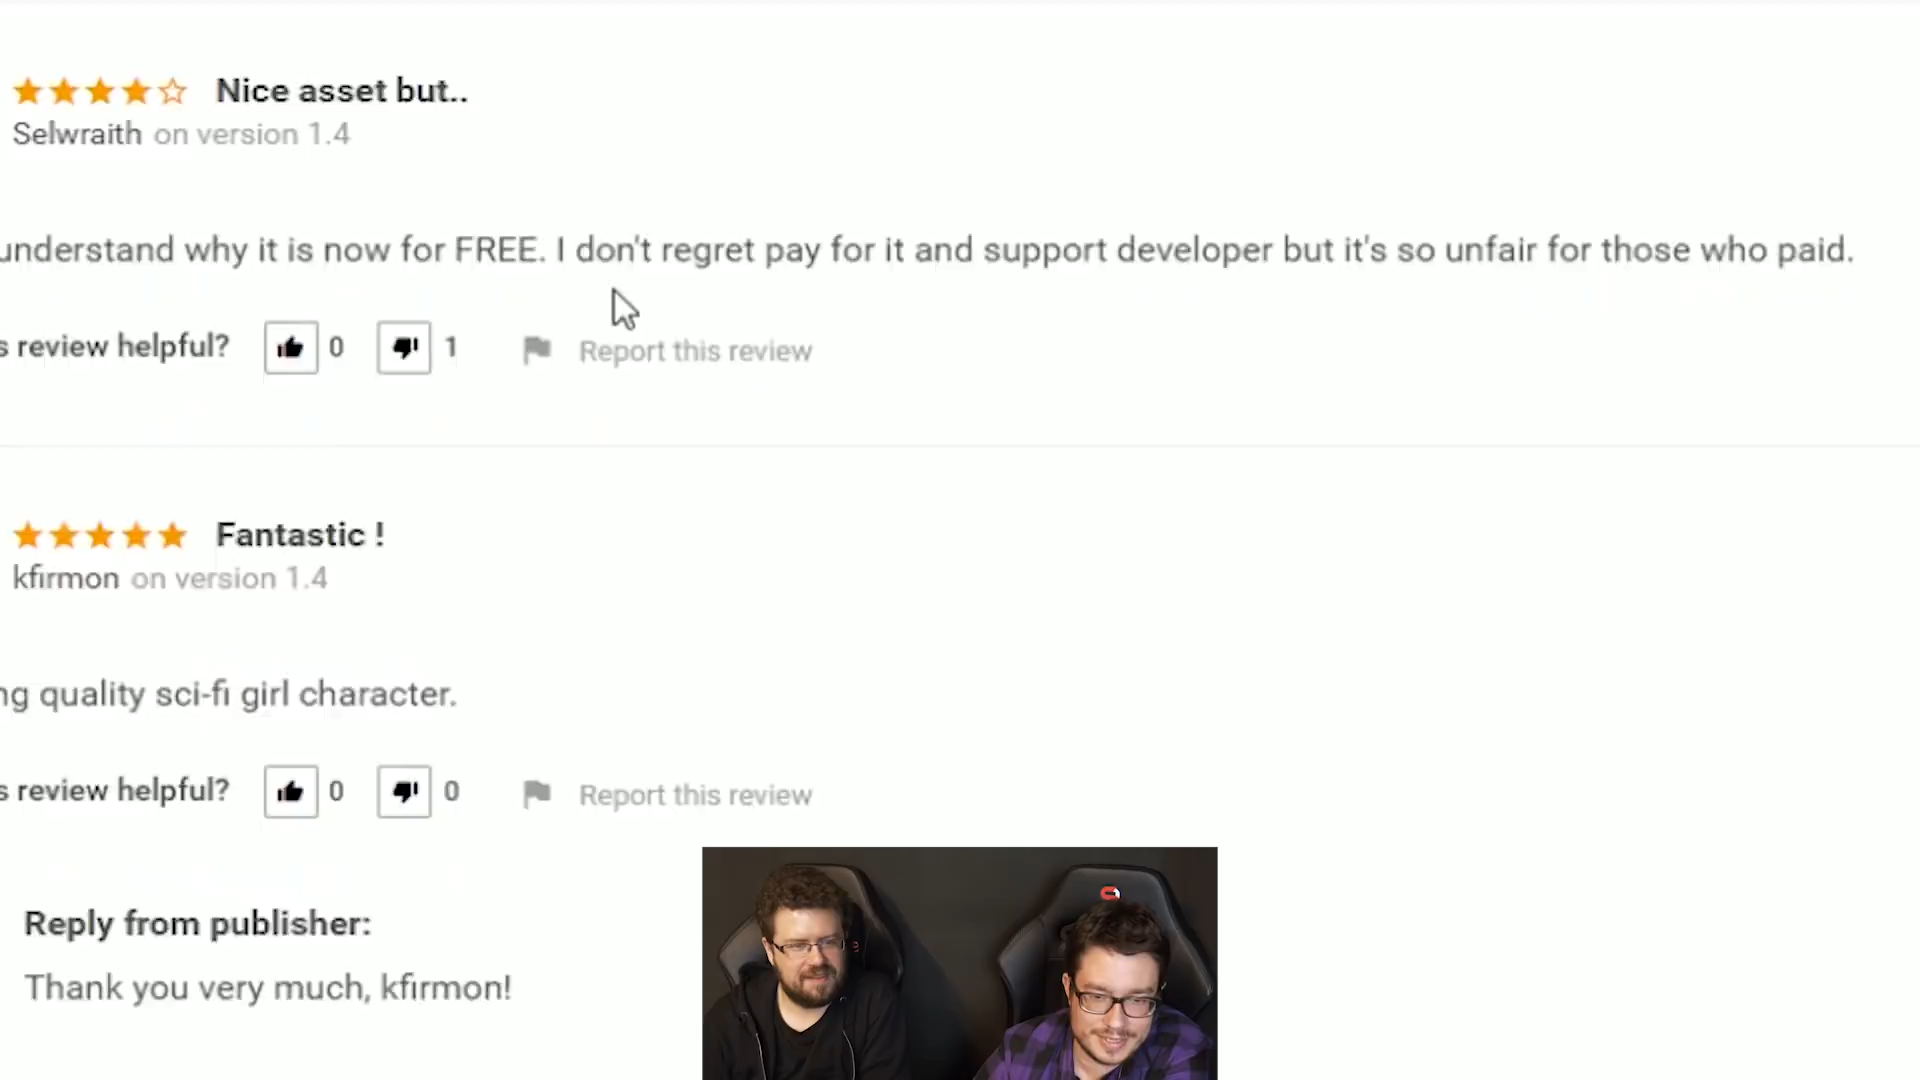 Nice asset but..
Selwraith on version 1.4
understand why it is now for FREE. I don't regret pay for it and support developer but it's so unfair for those who paid.
review helpful? 0 1 Report this review
Fantastic !
kfirmon on version 1.4
quality sci-fi girl character.
review helpful? 0 0 Report this review
Reply from publisher:
Thank you very much, kfirmon!